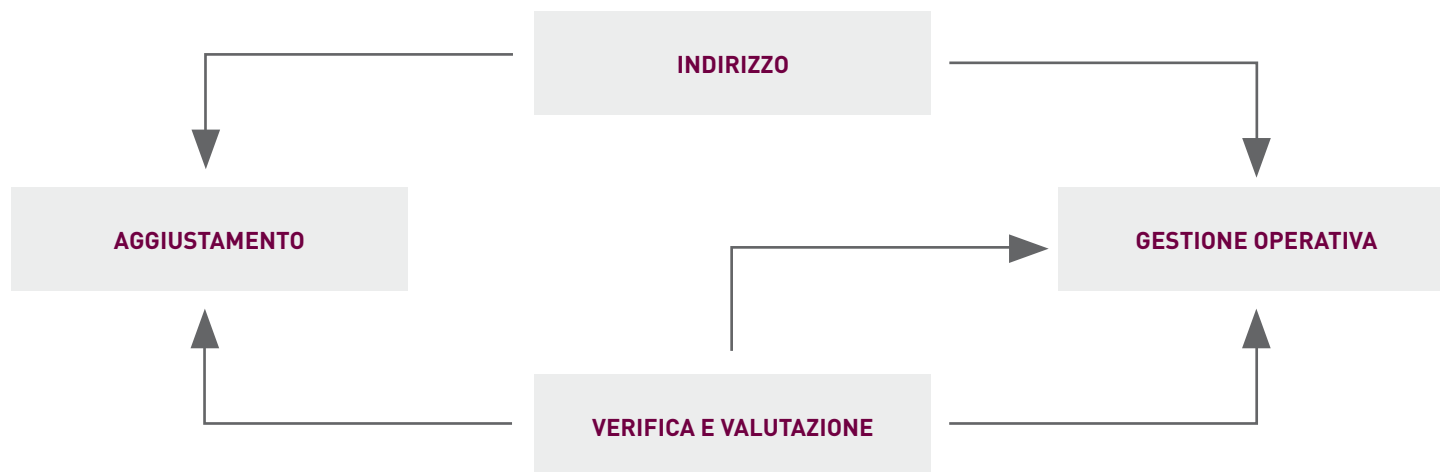 INDIRIZZO
AGGIUSTAMENTO
GESTIONE OPERATIVA
VERIFICA E VALUTAZIONE